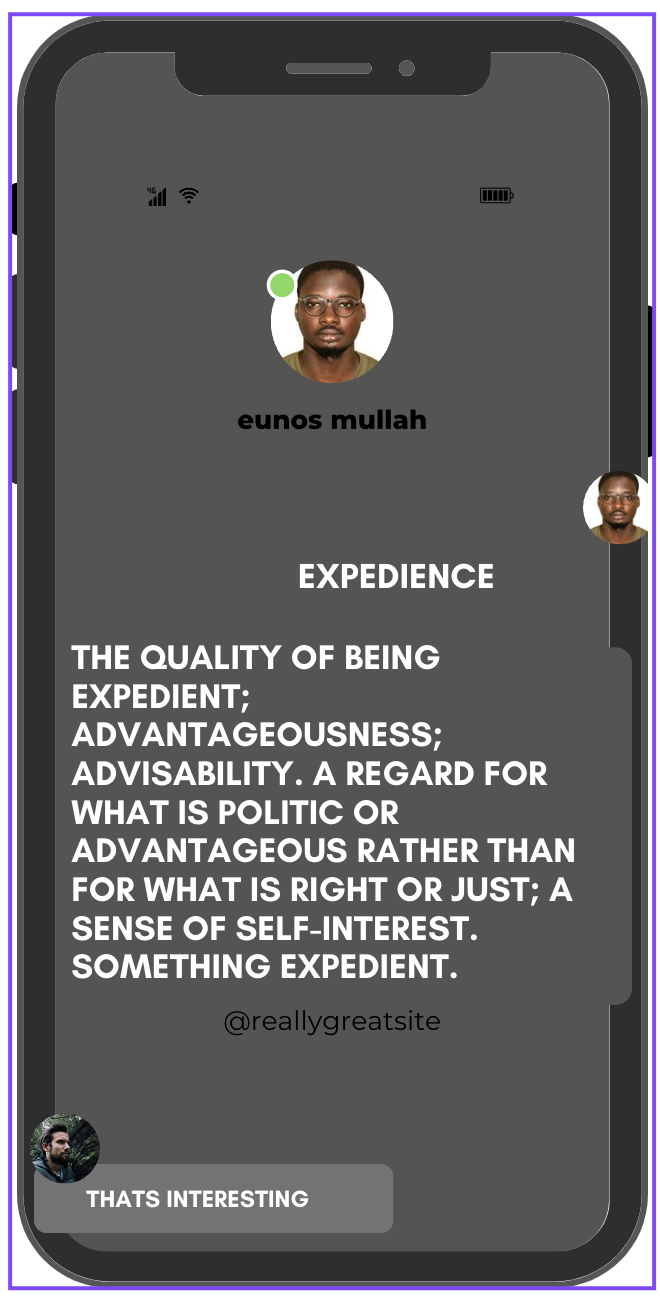 4G
eunos mullah
EXPEDIENCE
THE QUALITY OF BEING
EXPEDIENT;
ADVANTAGEOUSNESS;
ADVISABILITY. A REGARD FOR
WHAT IS POLITIC OR
ADVANTAGEOUS RATHER THAN
FOR WHAT IS RIGHT OR JUST; A
SENSE OF SELF-INTEREST.
SOMETHING EXPEDIENT.
@reallygreatsite
THATS INTERESTING